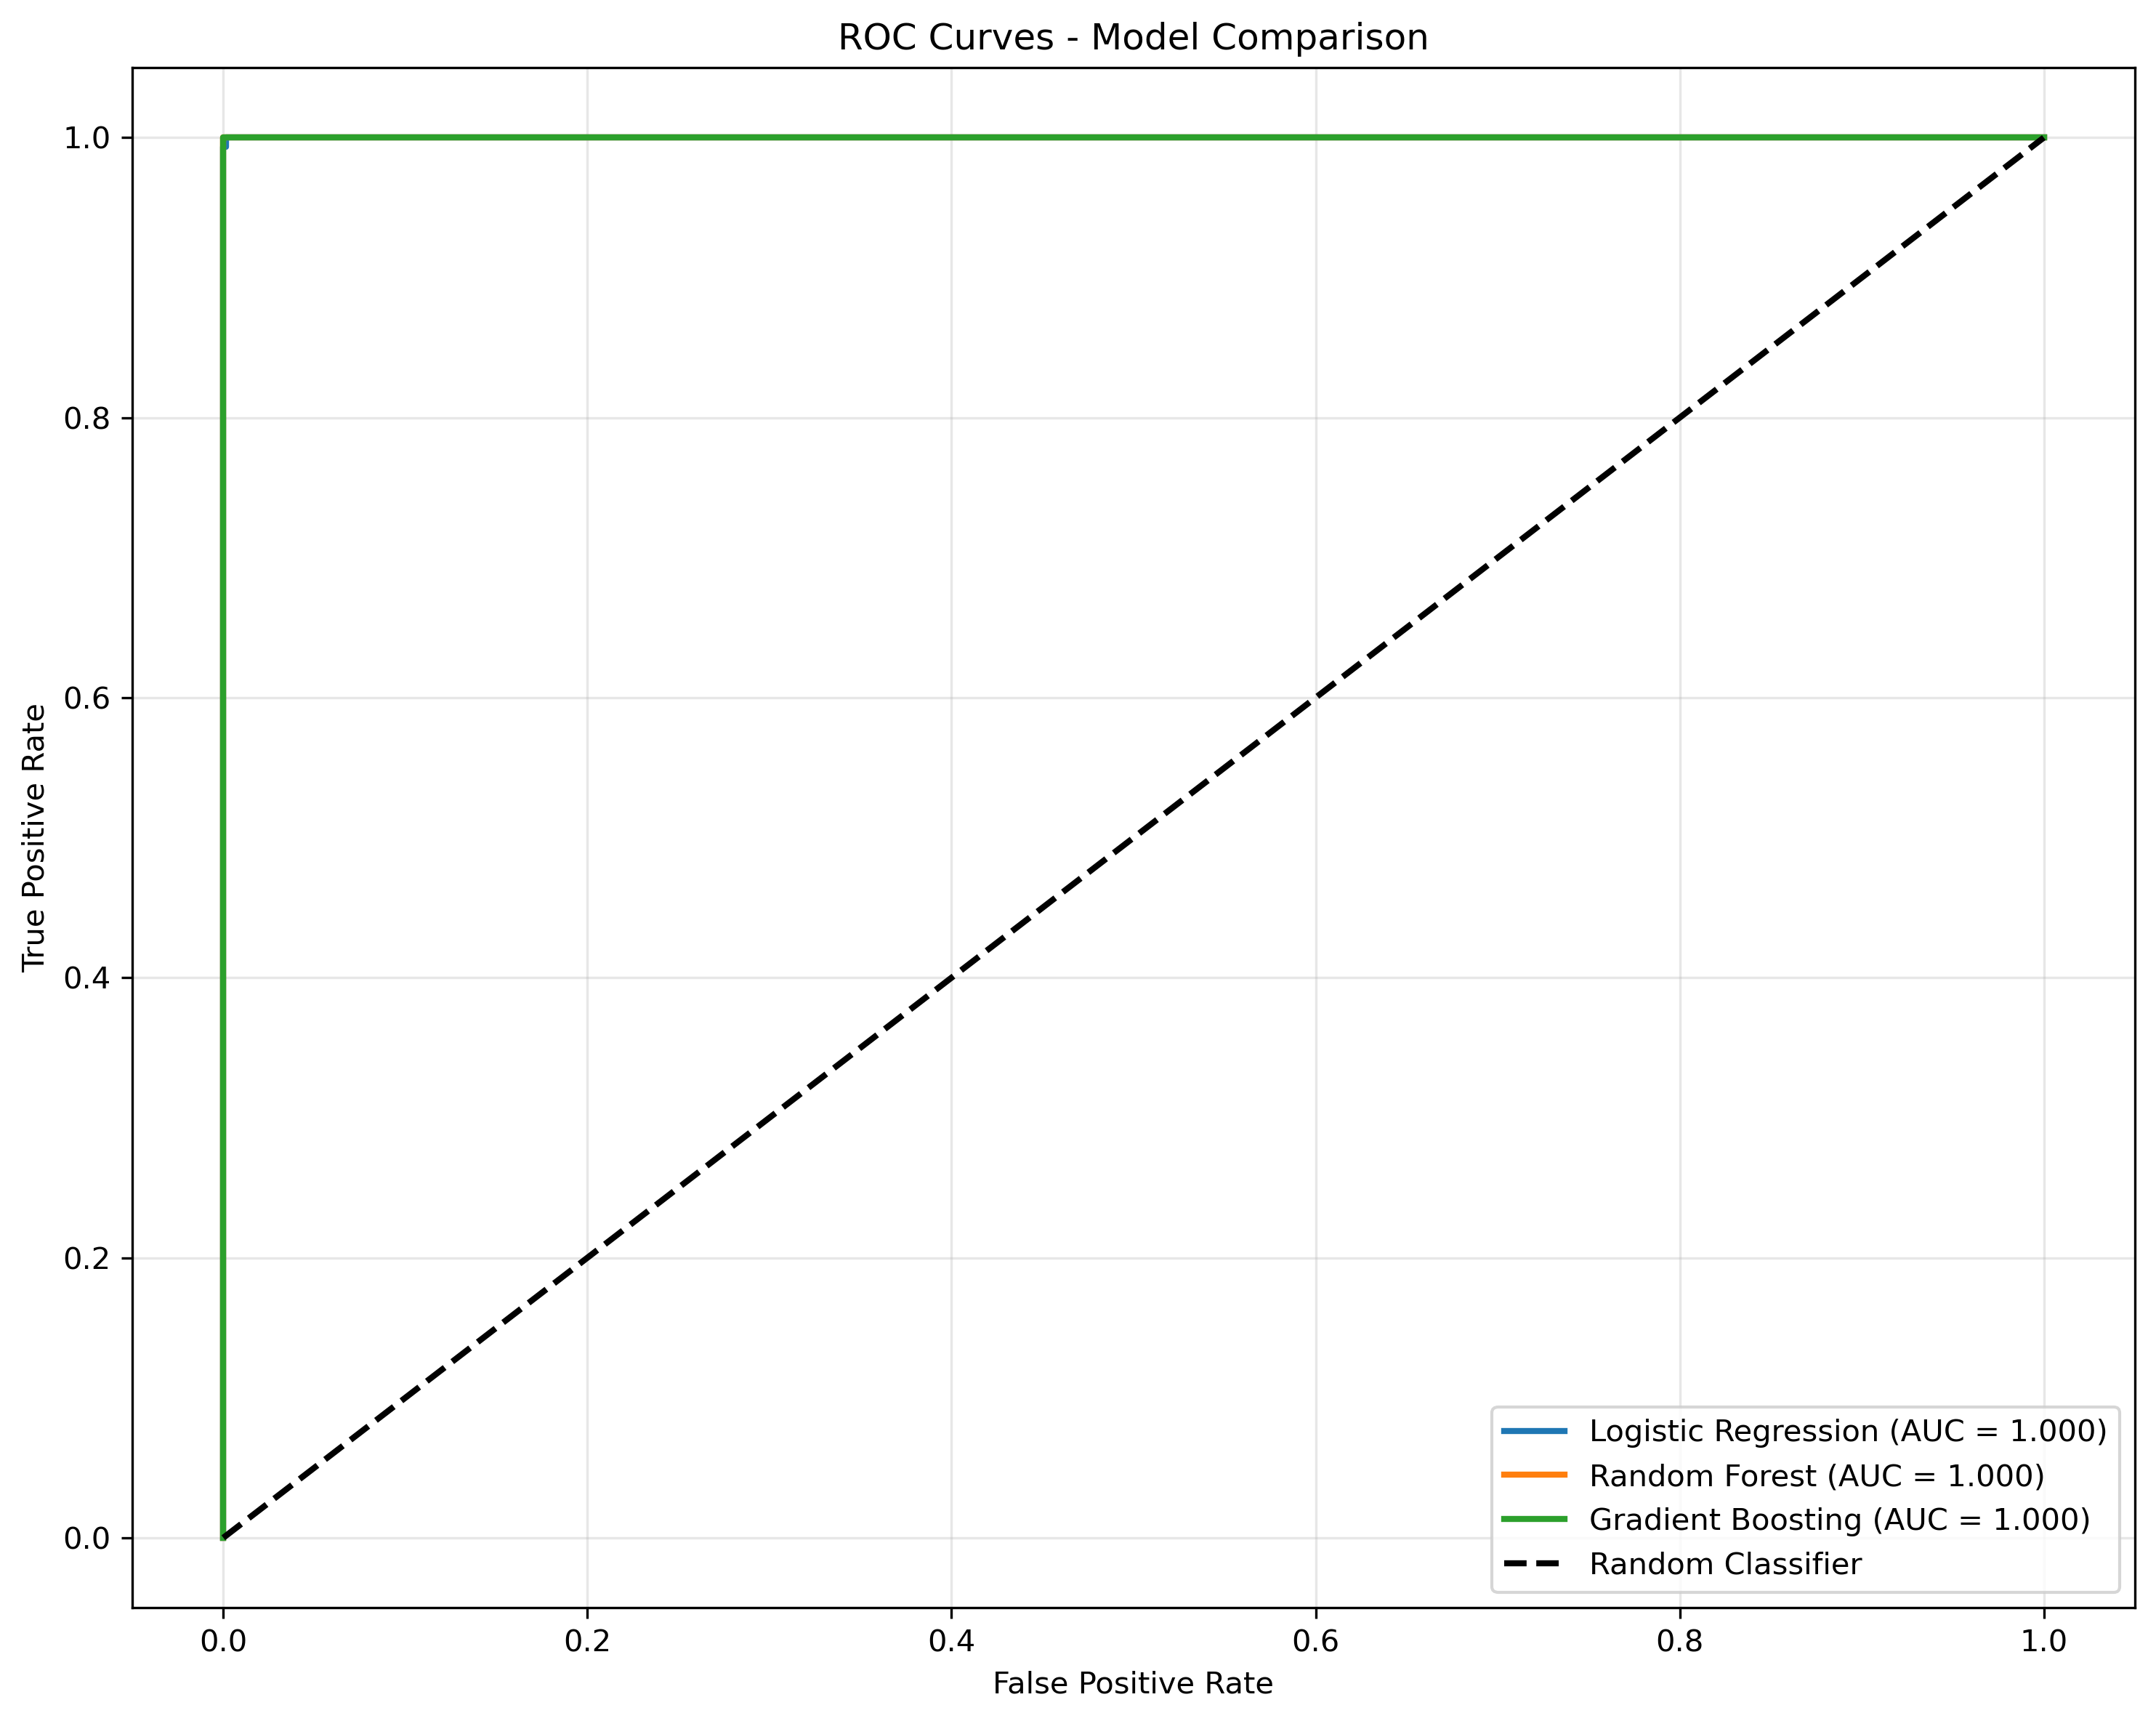 ROC Curves - Model Comparison
True Positive Rate
1.0
0.8
0.6
0.4
0.2
0.0
0.0 0.2 0.4 0.6 0.8 1.0
False Positive Rate
Logistic Regression (AUC = 1.000)
Random Forest (AUC = 1.000)
Gradient Boosting (AUC = 1.000)
Random Classifier